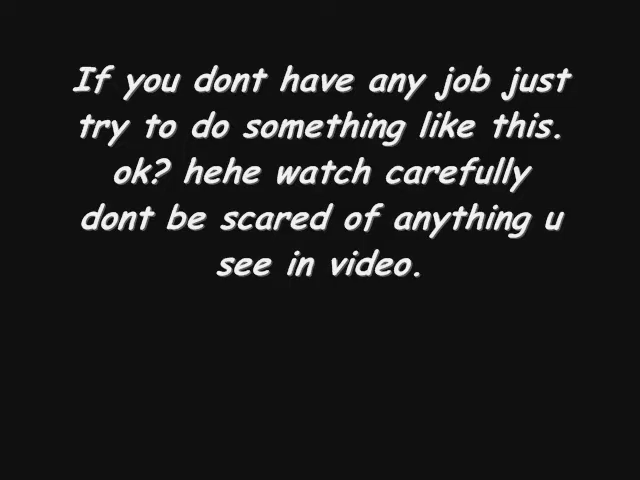 If you dont have any job just
try to do something like this.
ok? hehe watch carefully
dont be scared of anything u
see in video.